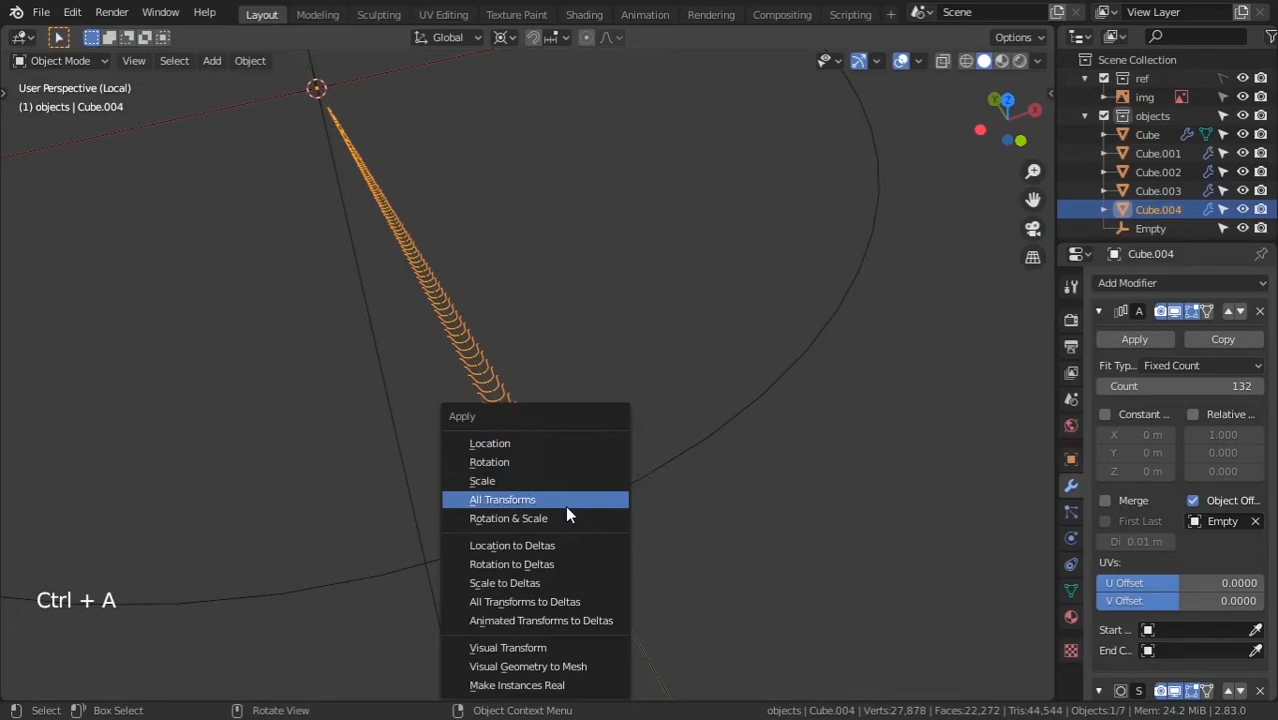 File Edit Render Window Help
Layout Modeling Sculpting UV Editing Texture Paint Shading Animation Rendering Compositing Scripting +
Scene
View Layer
Global
Options
Object Mode View Select Add Object
User Perspective (Local)
(1) objects | Cube.004
X
Y
Z
Scene Collection
ref
img
objects
Cube
Cube.001
Cube.002
Cube.003
Cube.004
Empty
Cube.004
Add Modifier
A
Apply Copy
Fit Typ... Fixed Count
Count 132
Constant ... Relative ...
X 0 m 1.000
Y 0 m 0.000
Z 0 m 0.000
Merge Object Off...
First Last Empty
Di 0.01 m
UVs:
U Offset 0.0000
V Offset 0.0000
Start ...
End C...
S
Apply
Location
Rotation
Scale
All Transforms
Rotation & Scale
Location to Deltas
Rotation to Deltas
Scale to Deltas
All Transforms to Deltas
Animated Transforms to Deltas
Visual Transform
Visual Geometry to Mesh
Make Instances Real
Ctrl + A
Select Box Select Rotate View Object Context Menu
objects | Cube.004 | Verts:27,878 | Faces:22,272 | Tris:44,544 | Objects:1/7 | Mem: 24.2 MiB | 2.83.0